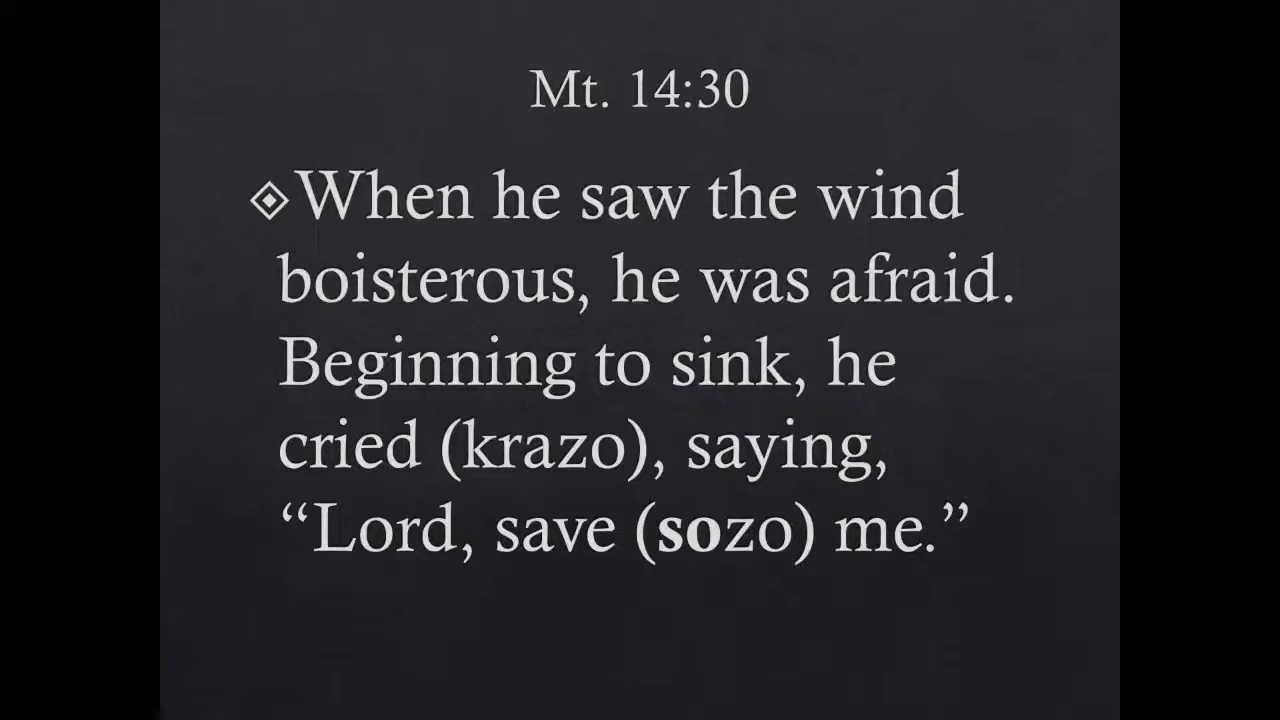 Mt. 14:30
When he saw the wind
boisterous, he was afraid.
Beginning to sink, he
cried (krazo), saying,
“Lord, save (sozo) me.”